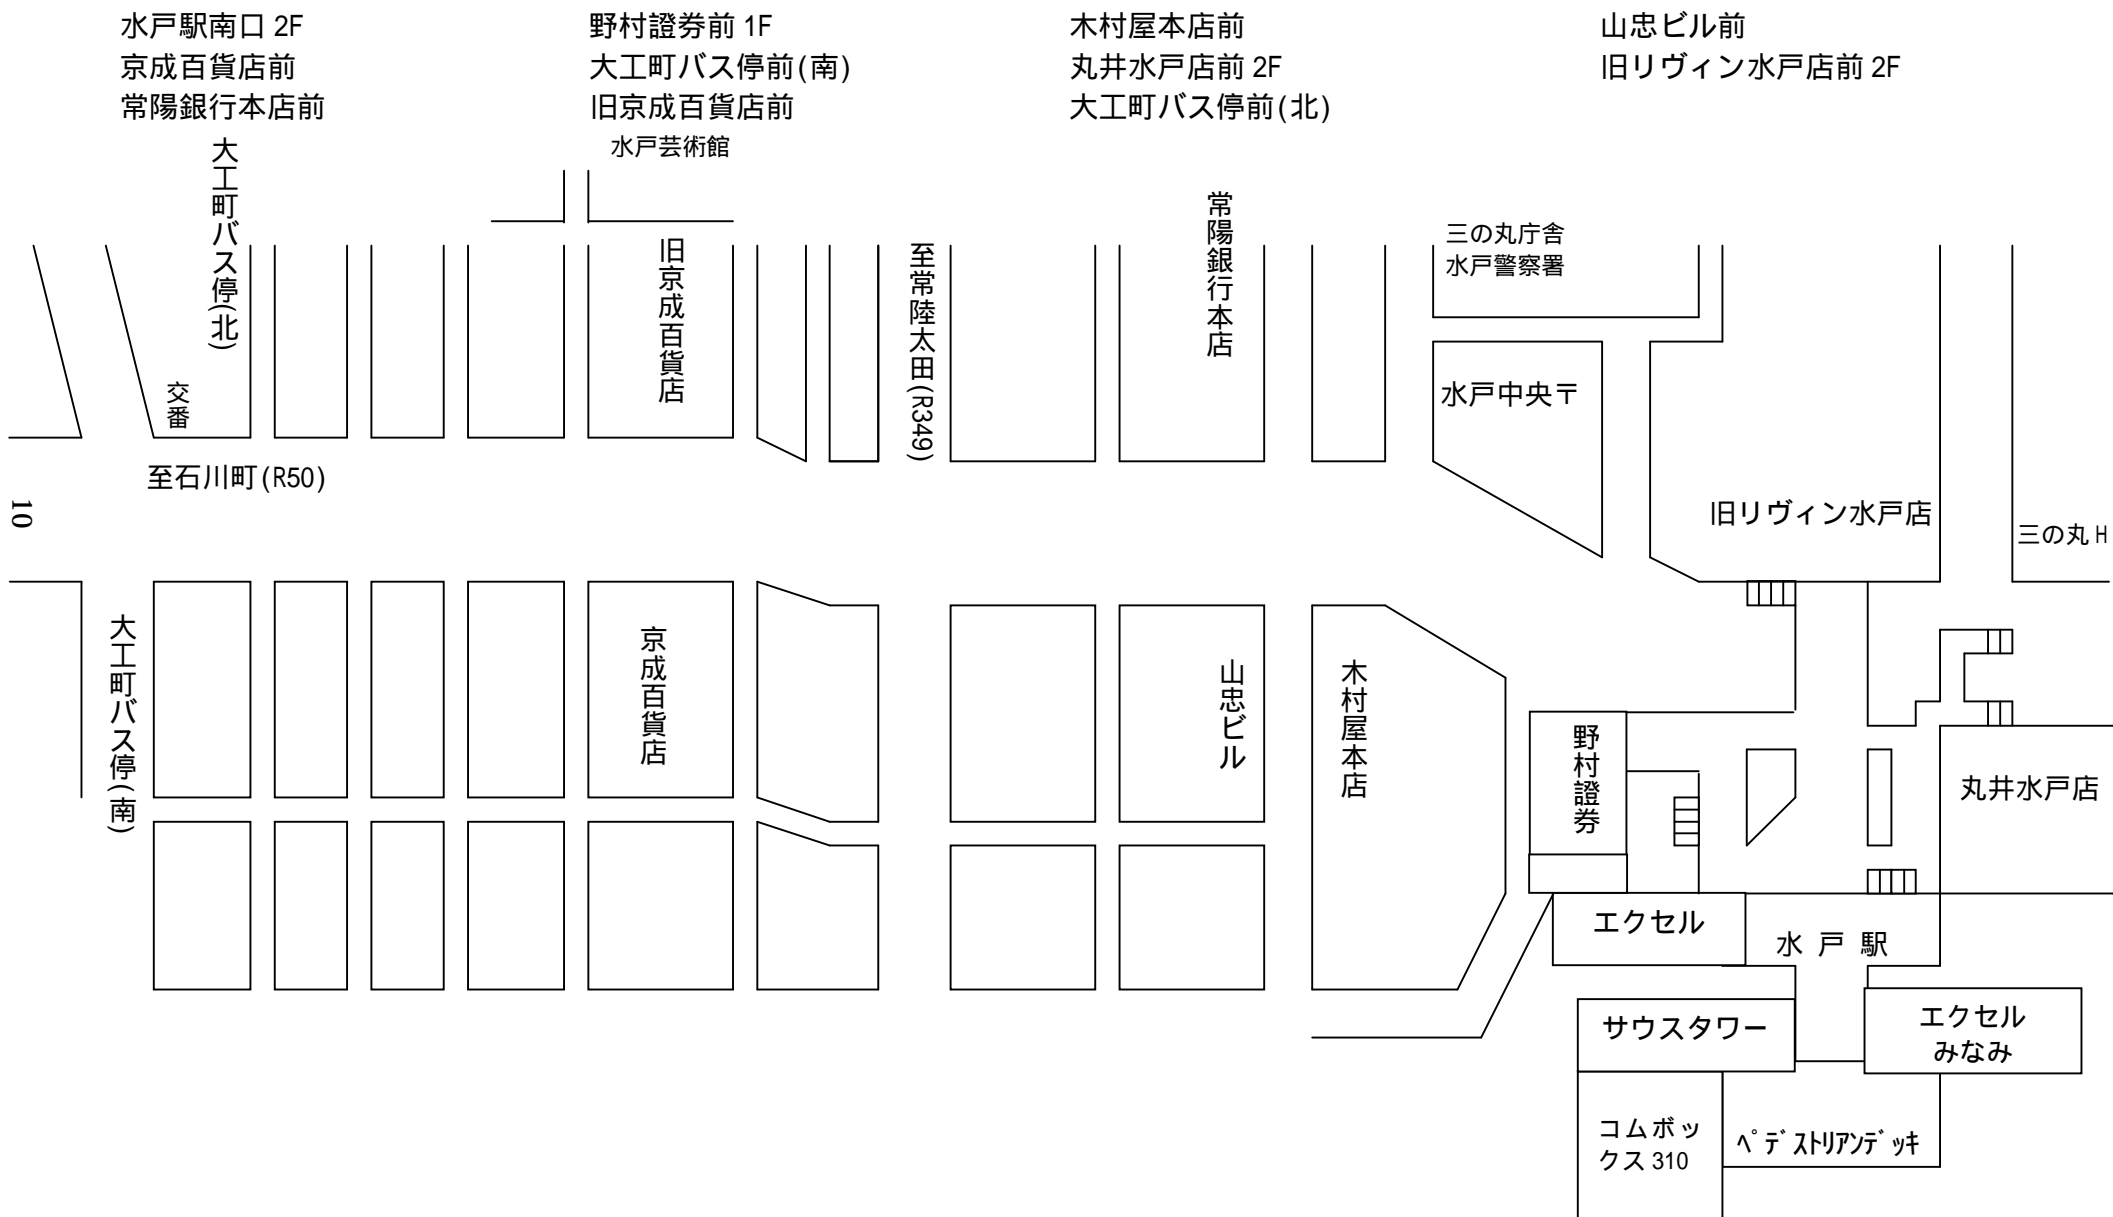 水戸駅南口 2F
野村證券前 1F
木村屋本店前
山忠ビル前
京成百貨店前
大工町バス停前(南)
丸井水戸店前 2F
旧リヴィン水戸店前 2F
常陽銀行本店前
旧京成百貨店前
大工町バス停前(北)
水戸芸術館
大工町バス停(北)
旧京成百貨店
至常陸太田(R349)
常陽銀行本店
三の丸庁舎
水戸警察署
交番
水戸中央〒
至石川町(R50)
10
旧リヴィン水戸店
三の丸 H
大工町バス停(南)
京成百貨店
山忠ビル
木村屋本店
野村證券
丸井水戸店
エクセル
水 戸 駅
サウスタワー
エクセル
みなみ
コムボッ
クス 310
ﾍﾟﾃﾞｽﾄﾘｱﾝﾃﾞｯｷ